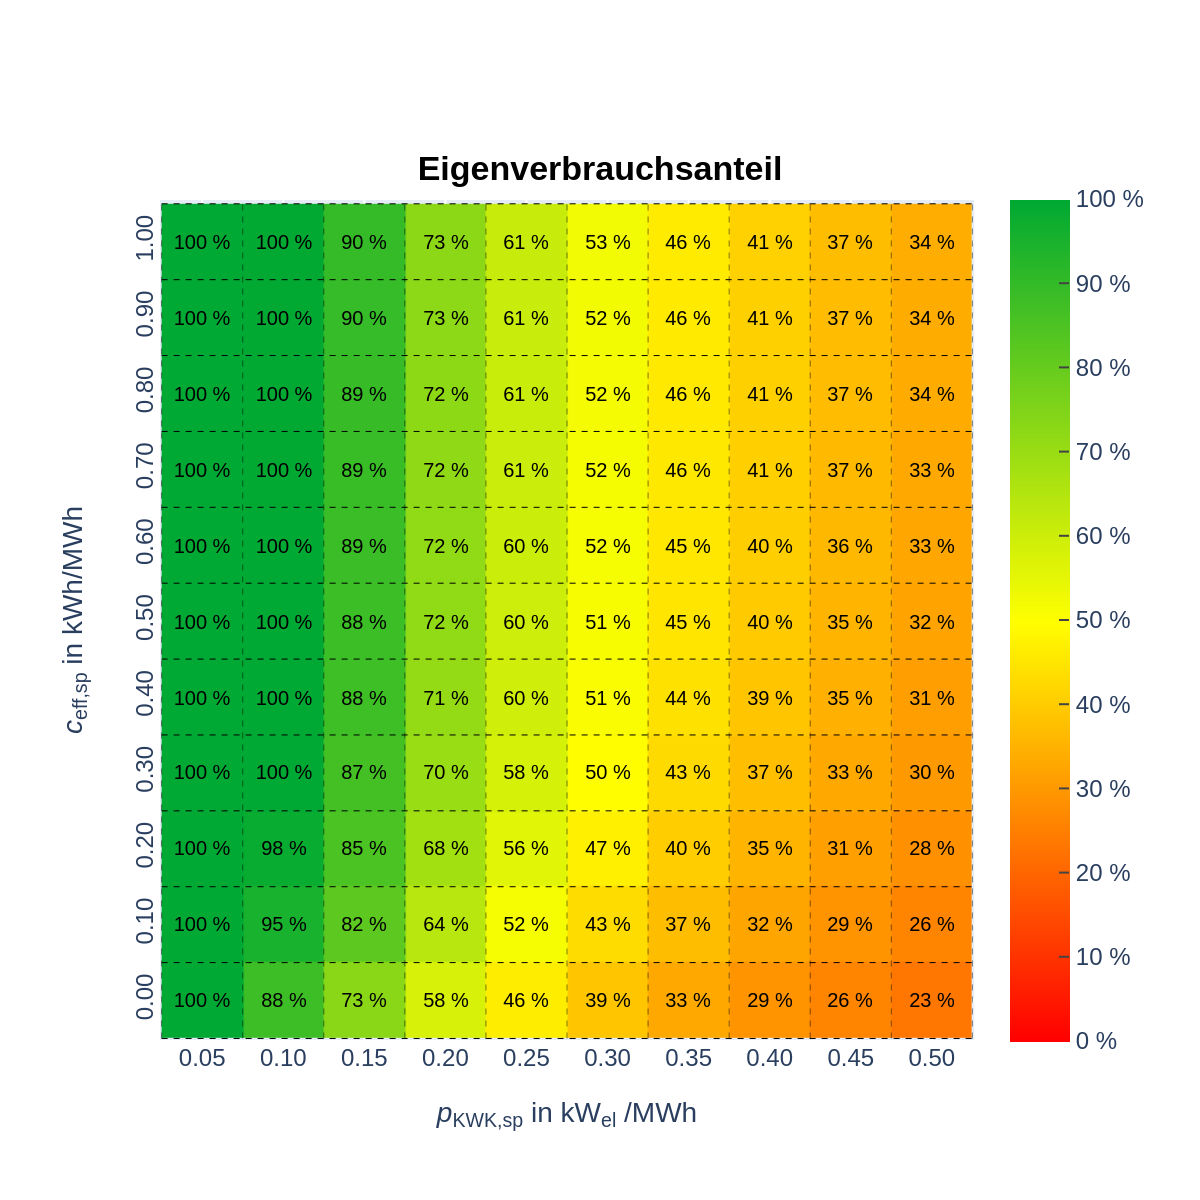 Eigenverbrauchsanteil
1.00 100 % 100 % 90 % 73 % 61 % 53 % 46 % 41 % 37 % 34 %
0.90 100 % 100 % 90 % 73 % 61 % 52 % 46 % 41 % 37 % 34 %
0.80 100 % 100 % 89 % 72 % 61 % 52 % 46 % 41 % 37 % 34 %
0.70 100 % 100 % 89 % 72 % 61 % 52 % 46 % 41 % 37 % 33 %
0.60 100 % 100 % 89 % 72 % 60 % 52 % 45 % 40 % 36 % 33 %
0.50 100 % 100 % 88 % 72 % 60 % 51 % 45 % 40 % 35 % 32 %
0.40 100 % 100 % 88 % 71 % 60 % 51 % 44 % 39 % 35 % 31 %
0.30 100 % 100 % 87 % 70 % 58 % 50 % 43 % 37 % 33 % 30 %
0.20 100 % 98 % 85 % 68 % 56 % 47 % 40 % 35 % 31 % 28 %
0.10 100 % 95 % 82 % 64 % 52 % 43 % 37 % 32 % 29 % 26 %
0.00 100 % 88 % 73 % 58 % 46 % 39 % 33 % 29 % 26 % 23 %
0.05 0.10 0.15 0.20 0.25 0.30 0.35 0.40 0.45 0.50
pKWK,sp in kWel /MWh
ceff,sp in kWh/MWh
100 %
90 %
80 %
70 %
60 %
50 %
40 %
30 %
20 %
10 %
0 %